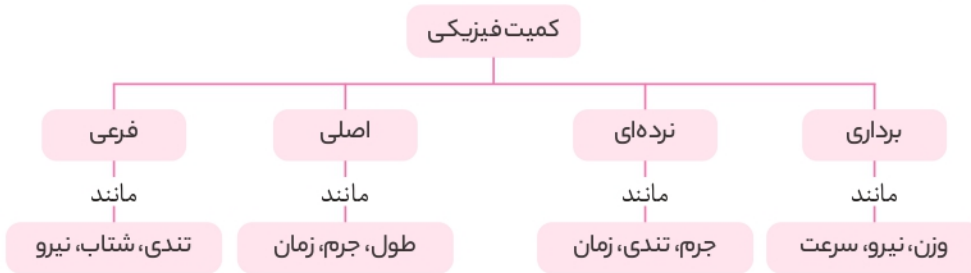 کمیت فیزیکی
برداری
نرده‌ای
اصلی
فرعی
مانند
مانند
مانند
مانند
وزن، نیرو، سرعت
جرم، تندی، زمان
طول، جرم، زمان
تندی، شتاب، نیرو